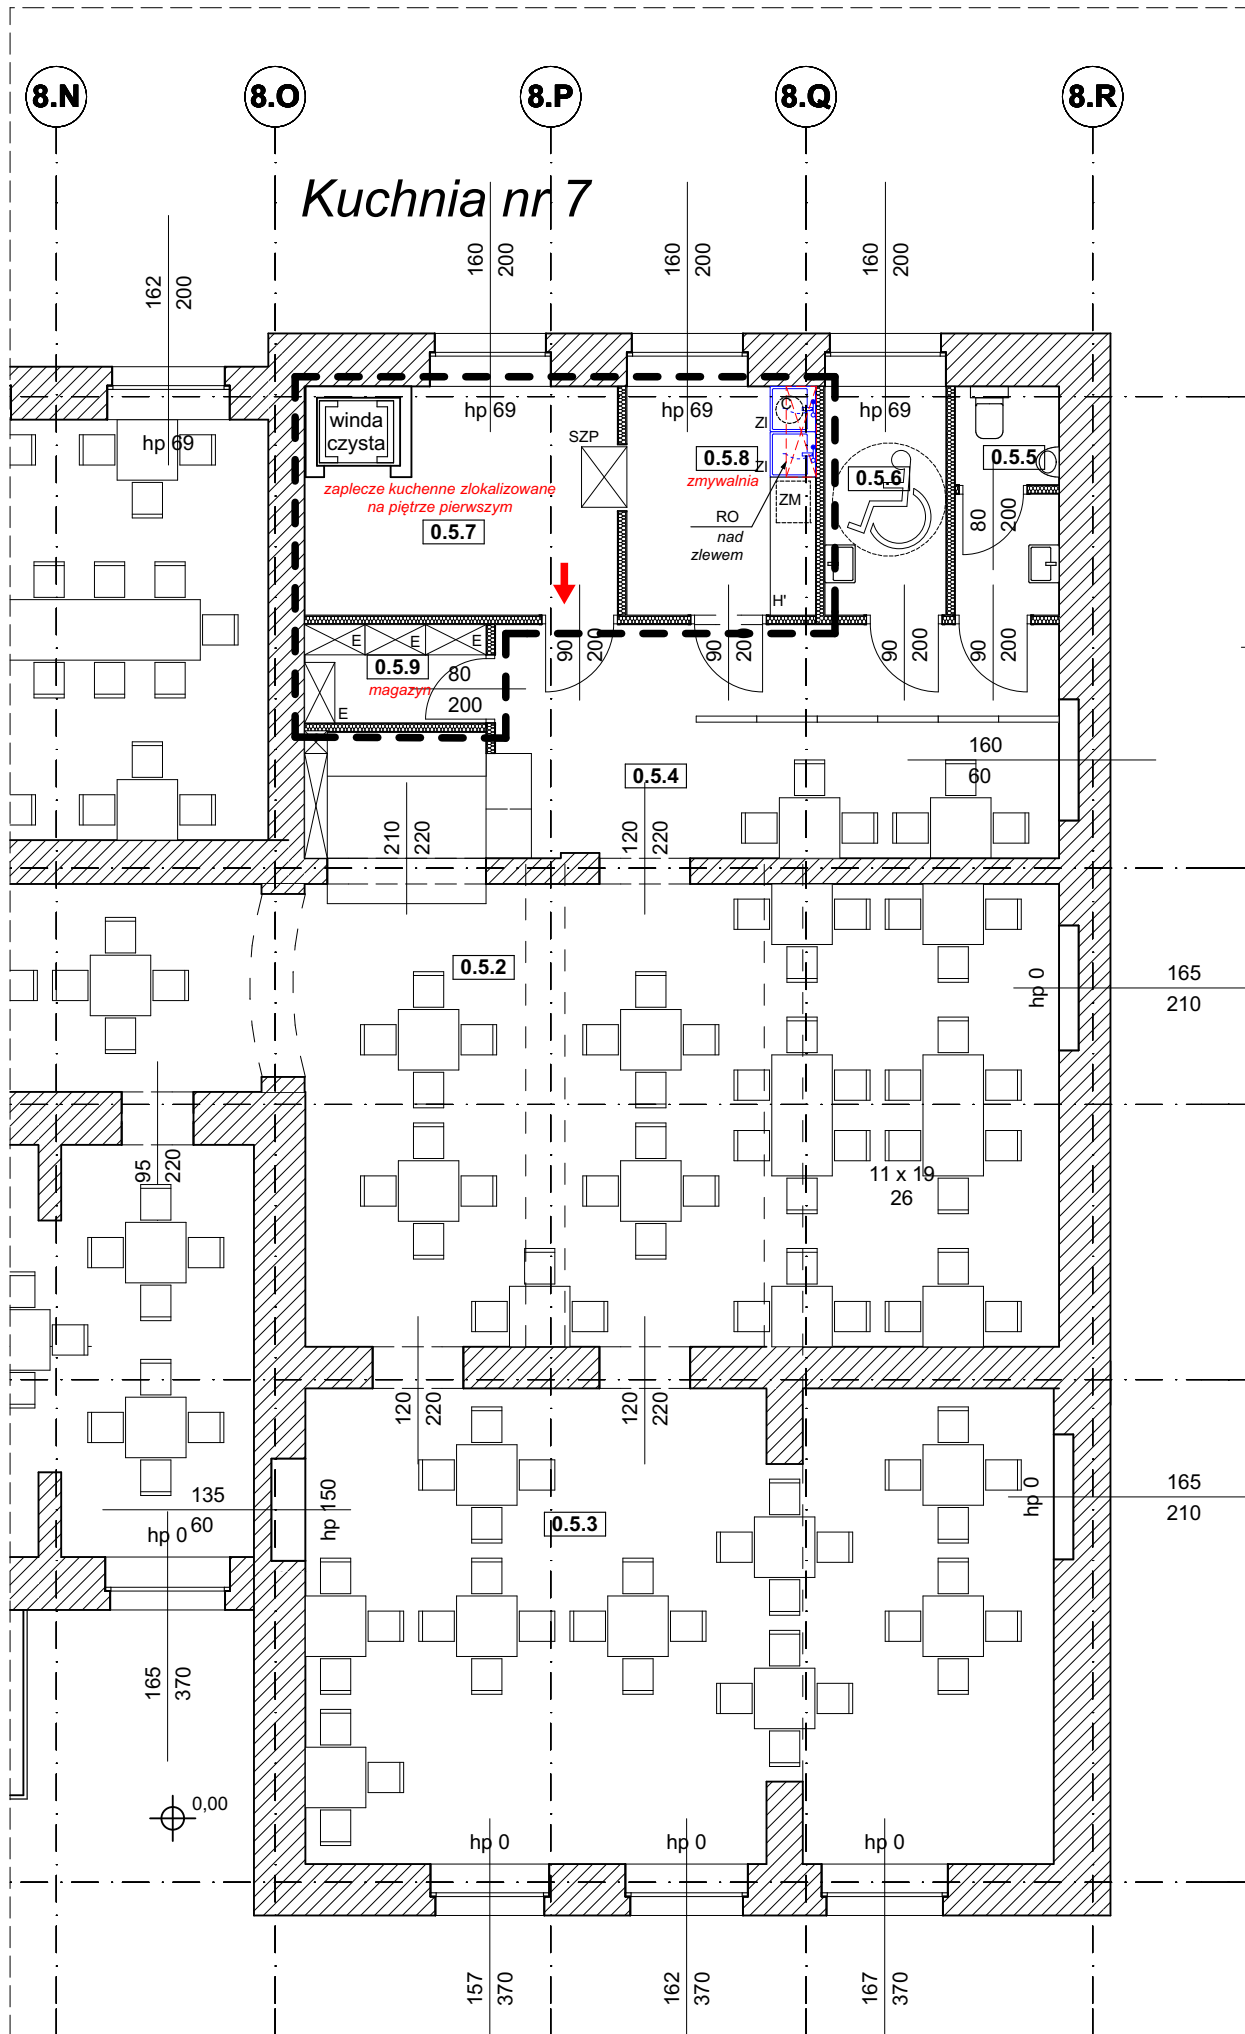 8.N
8.O
8.P
8.Q
8.R
Kuchnia nr 7
162
200
160
200
160
200
160
200
hp 69
winda
czysta
hp 69
hp 69
hp 69
SZP
ZI
ZI
0.5.8
zmywalnia
0.5.6
0.5.5
zaplecze kuchenne zlokalizowane
na piętrze pierwszym
0.5.7
RO
nad
zlewem
ZM
80
200
H'
E
E
E
0.5.9
magazyn
E
80
200
90
200
90
200
90
200
90
200
160
60
0.5.4
210
220
120
220
0.5.2
hp 0
165
210
95
220
11 x 19
26
120
220
120
220
135
60
hp 0
hp 150
0.5.3
hp 0
165
210
165
370
0,00
hp 0
hp 0
hp 0
157
370
162
370
167
370